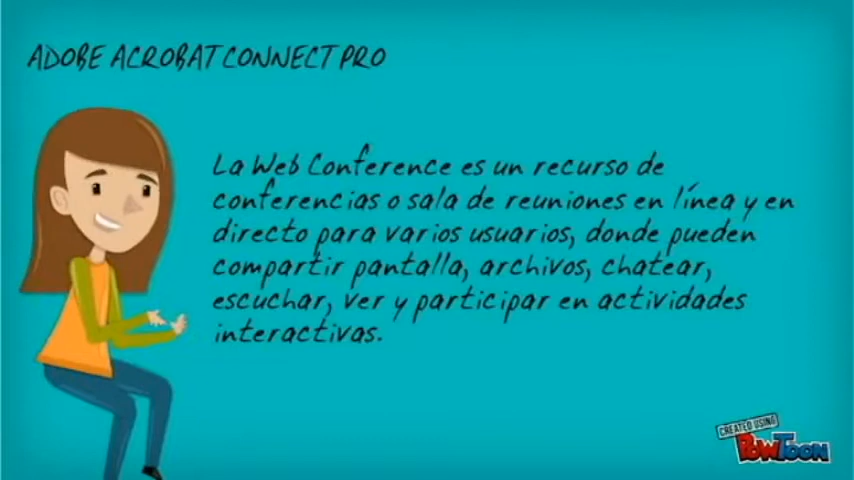 ADOBE ACROBAT CONNECT PRO
La Web Conference es un recurso de
conferencias o sala de reuniones en línea y en
directo para varios usuarios, donde pueden
compartir pantalla, archivos, chatear,
escuchar, ver y participar en actividades
interactivas.
CREATED USING
POWTOON